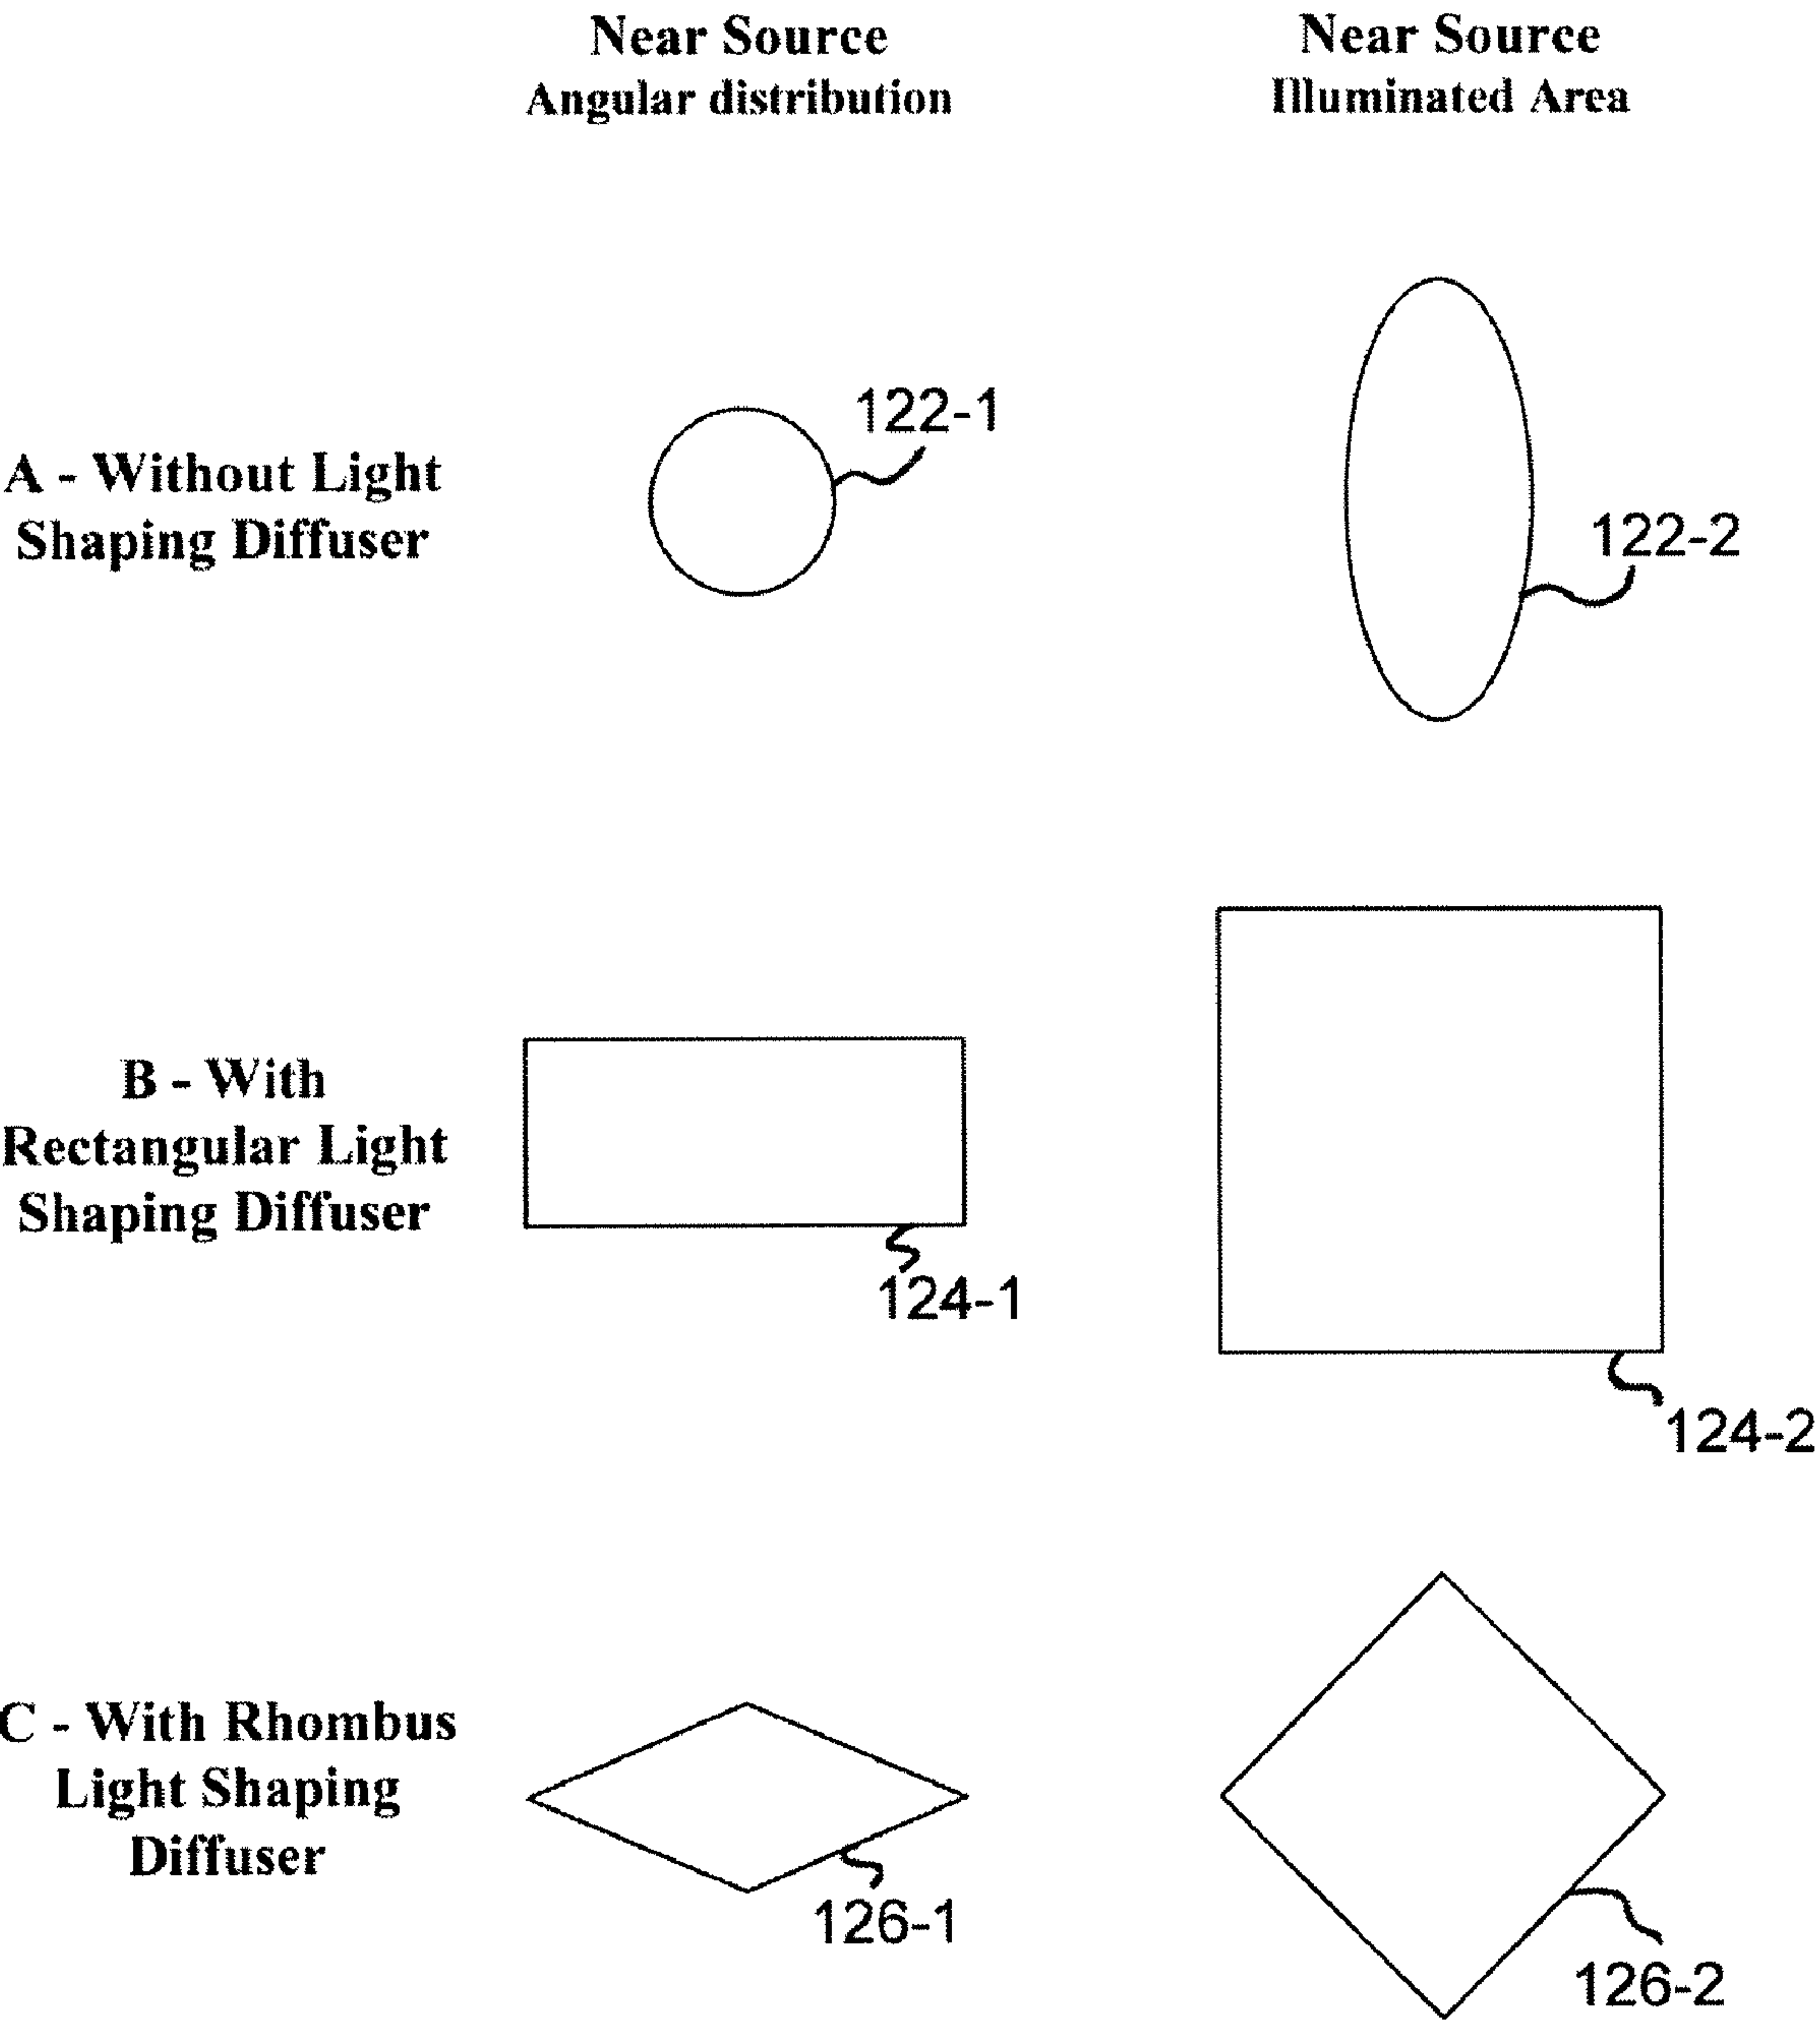 Near Source
Angular distribution
Near Source
Illuminated Area
A - Without Light
Shaping Diffuser
122-1
122-2
B - With
Rectangular Light
Shaping Diffuser
124-1
124-2
C - With Rhombus
Light Shaping
Diffuser
126-1
126-2